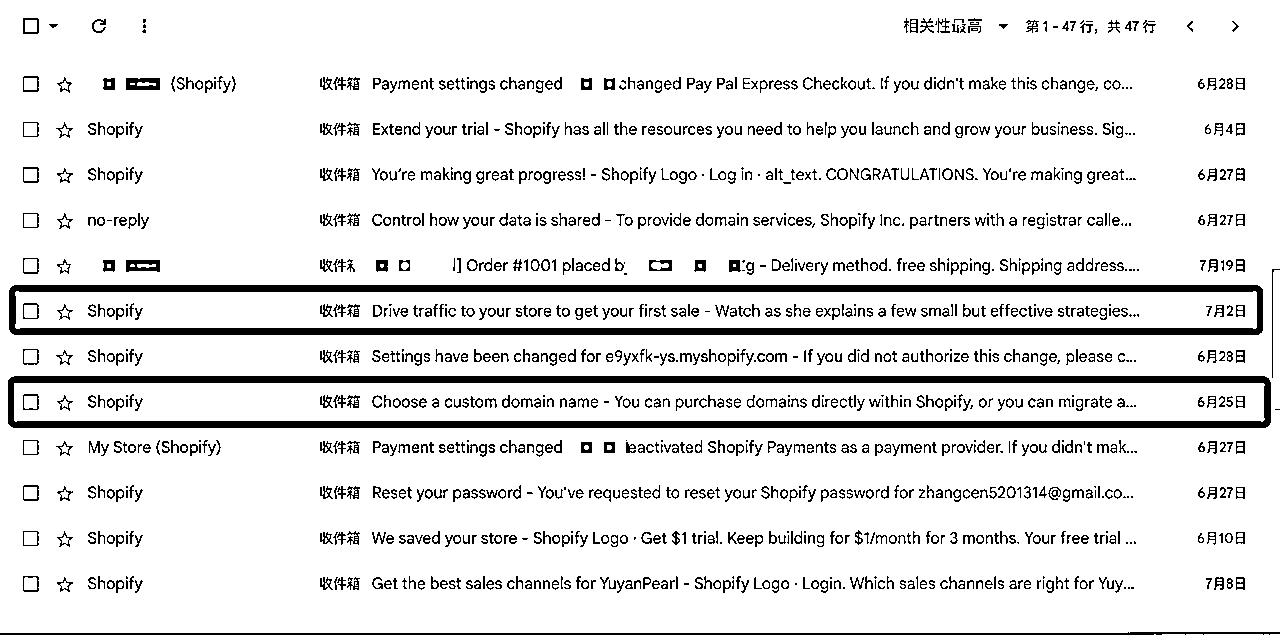 相关性最高 第 1 - 47 行，共 47 行
(Shopify) 收件箱 Payment settings changed changed Pay Pal Express Checkout. If you didn't make this change, co... 6月28日
Shopify 收件箱 Extend your trial - Shopify has all the resources you need to help you launch and grow your business. Sig... 6月4日
Shopify 收件箱 You're making great progress! - Shopify Logo · Log in · alt_text. CONGRATULATIONS. You're making great... 6月27日
no-reply 收件箱 Control how your data is shared - To provide domain services, Shopify Inc. partners with a registrar calle... 6月27日
收件 ] Order #1001 placed by g - Delivery method. free shipping. Shipping address.... 7月19日
Shopify 收件箱 Drive traffic to your store to get your first sale - Watch as she explains a few small but effective strategies... 7月2日
Shopify 收件箱 Settings have been changed for e9yxfk-ys.myshopify.com - If you did not authorize this change, please c... 6月28日
Shopify 收件箱 Choose a custom domain name - You can purchase domains directly within Shopify, or you can migrate a... 6月25日
My Store (Shopify) 收件箱 Payment settings changed deactivated Shopify Payments as a payment provider. If you didn't mak... 6月27日
Shopify 收件箱 Reset your password - You've requested to reset your Shopify password for zhangcen5201314@gmail.co... 6月27日
Shopify 收件箱 We saved your store - Shopify Logo · Get $1 trial. Keep building for $1/month for 3 months. Your free trial ... 6月10日
Shopify 收件箱 Get the best sales channels for YuyanPearl - Shopify Logo · Login. Which sales channels are right for Yuy... 7月8日